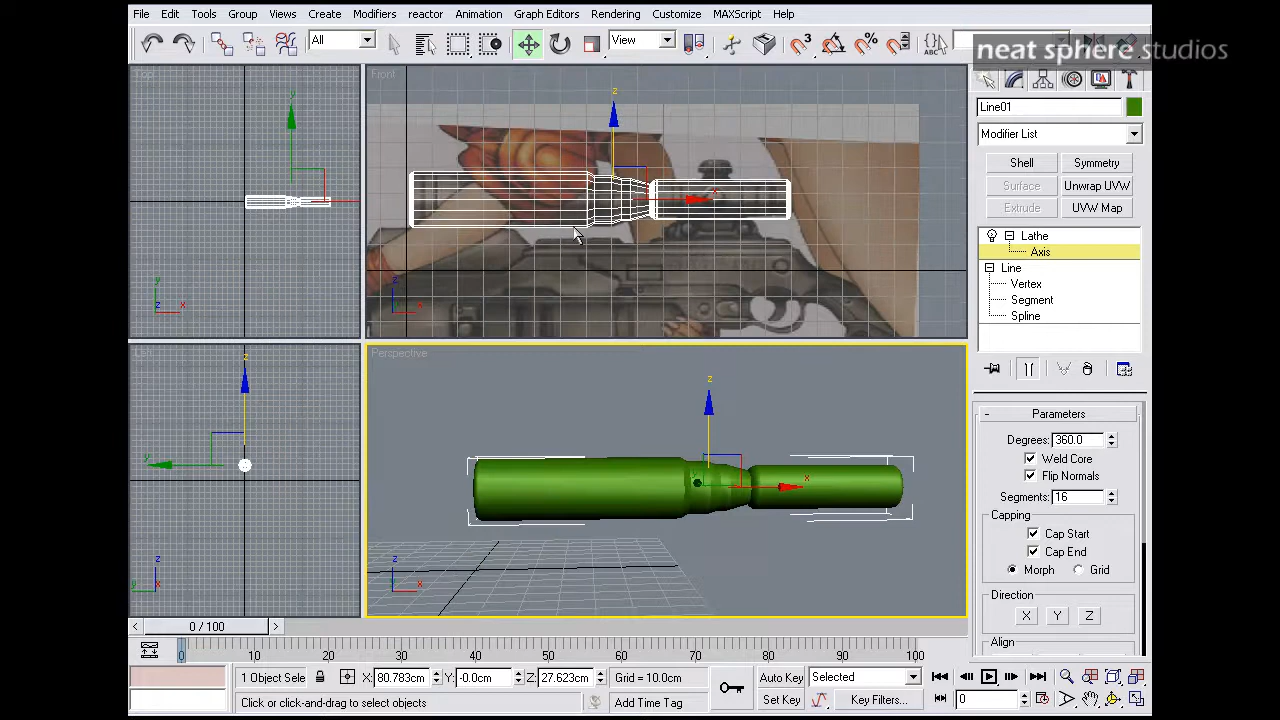 File Edit Tools Group Views Create Modifiers reactor Animation Graph Editors Rendering Customize MAXScript Help
All View ABC
neat sphere studios
Top Front
Line01
Modifier List
Shell Symmetry
Surface Unwrap UVW
Extrude UVW Map
Lathe
Axis
Line
Vertex
Segment
Spline
Left Perspective
Parameters
Degrees: 360.0
Weld Core
Flip Normals
Segments: 16
Capping
Cap Start
Cap End
Morph Grid
Direction
X Y Z
Align
0 / 100
0 10 20 30 40 50 60 70 80 90 100
1 Object Sele X: 80.783cm Y: -0.0cm Z: 27.623cm Grid = 10.0cm Auto Key Selected
Click or click-and-drag to select objects Add Time Tag Set Key Key Filters... 0